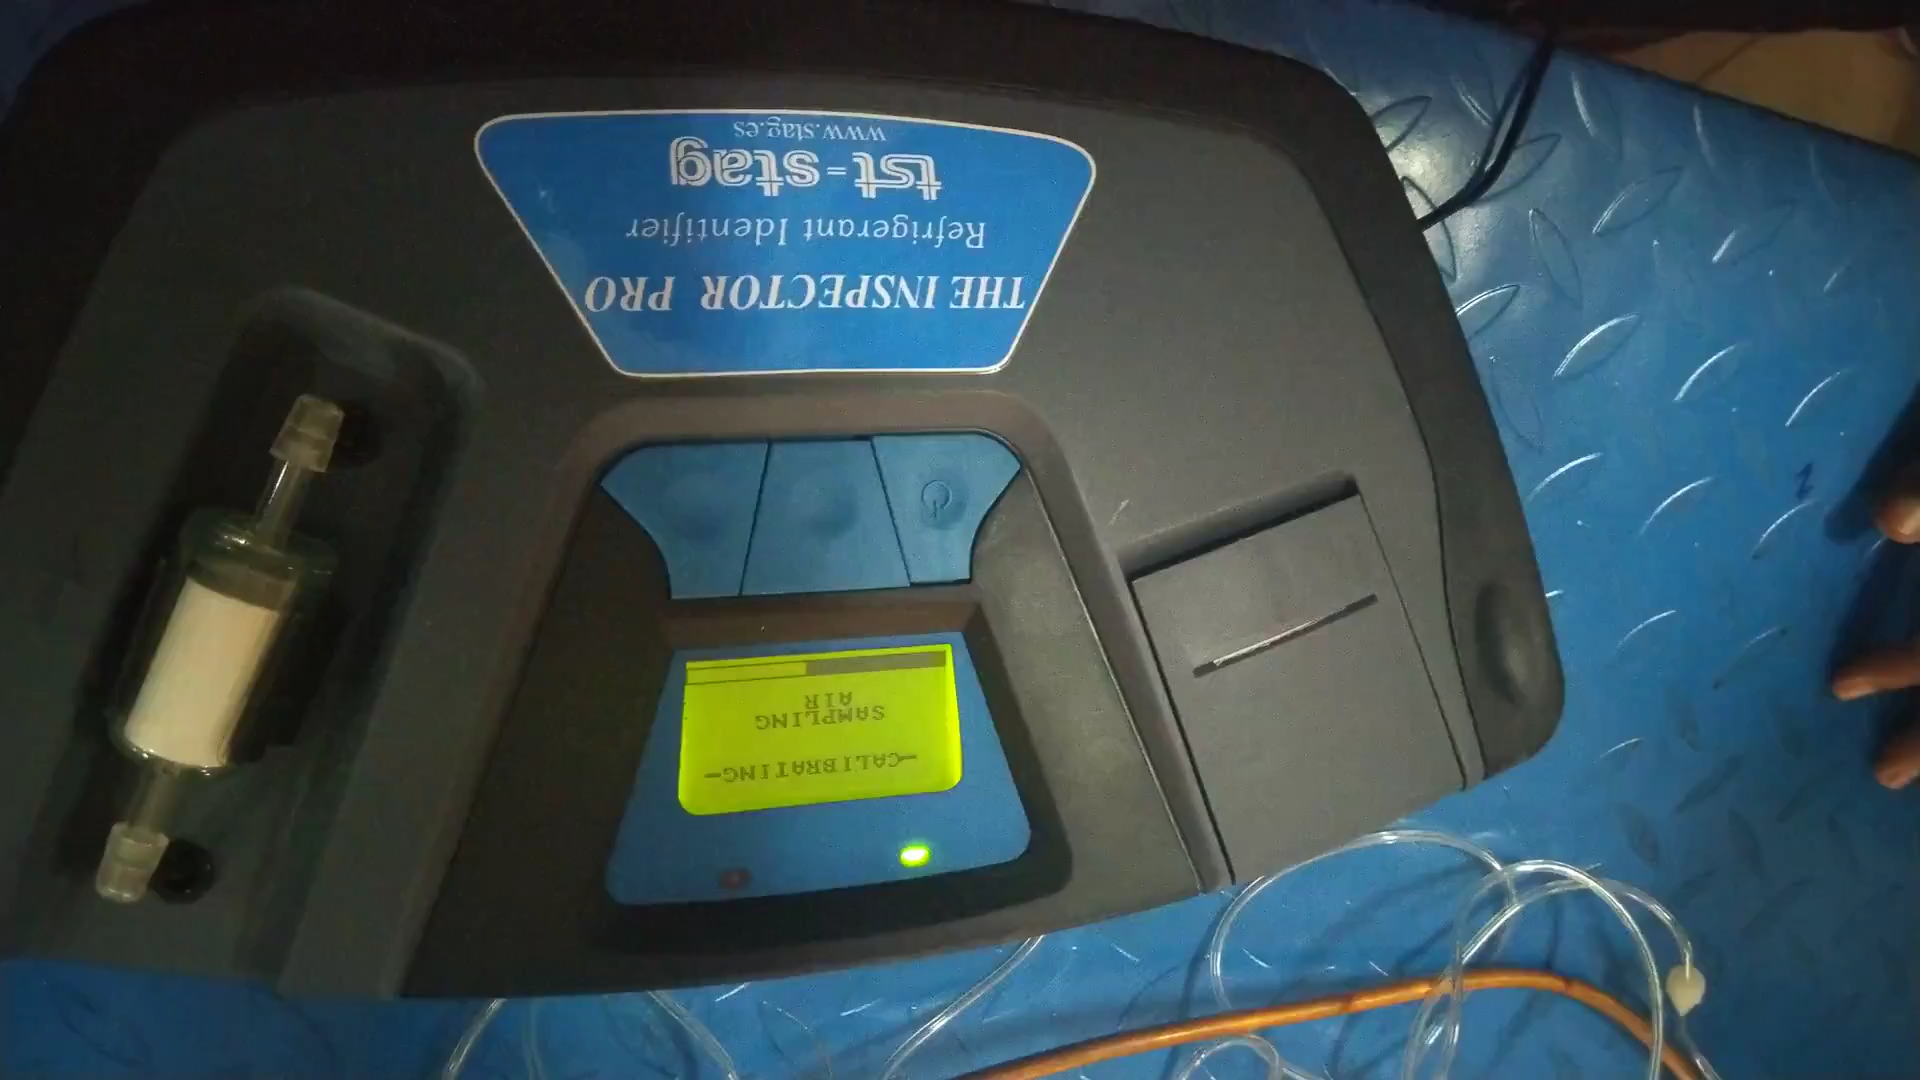 THE INSPECTOR PRO
Refrigerant Identifier
tst-stag
www.stag.es
-CALIBRATING-
SAMPLING
AIR